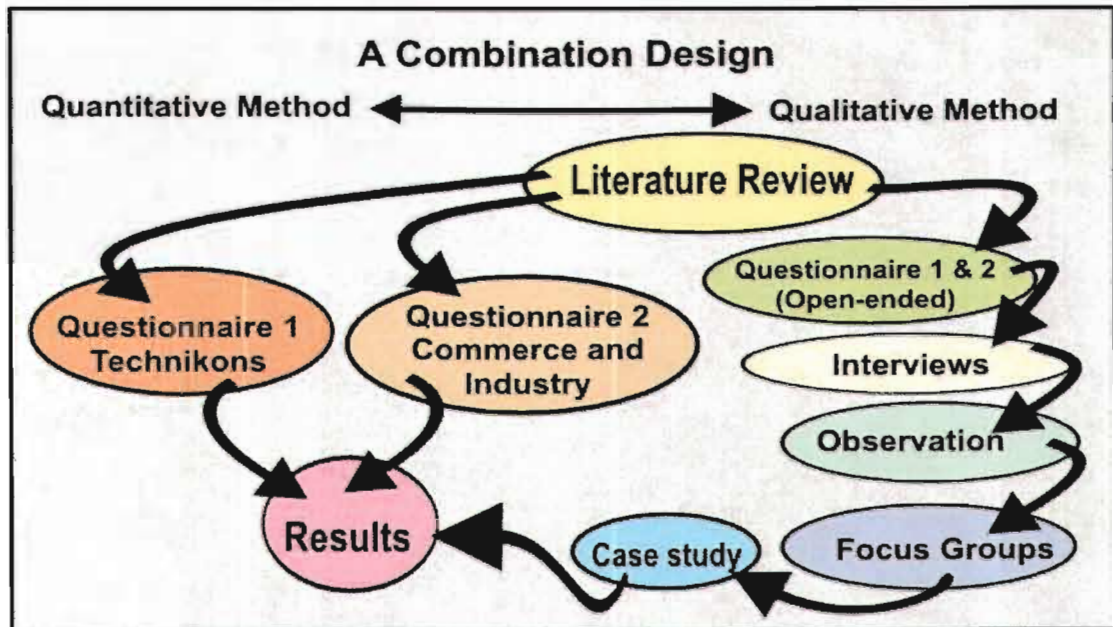 A Combination Design
Quantitative Method
Qualitative Method
Literature Review
Questionnaire 1 & 2
(Open-ended)
Questionnaire 1
Technikons
Questionnaire 2
Commerce and
Industry
Interviews
Observation
Results
Case study
Focus Groups